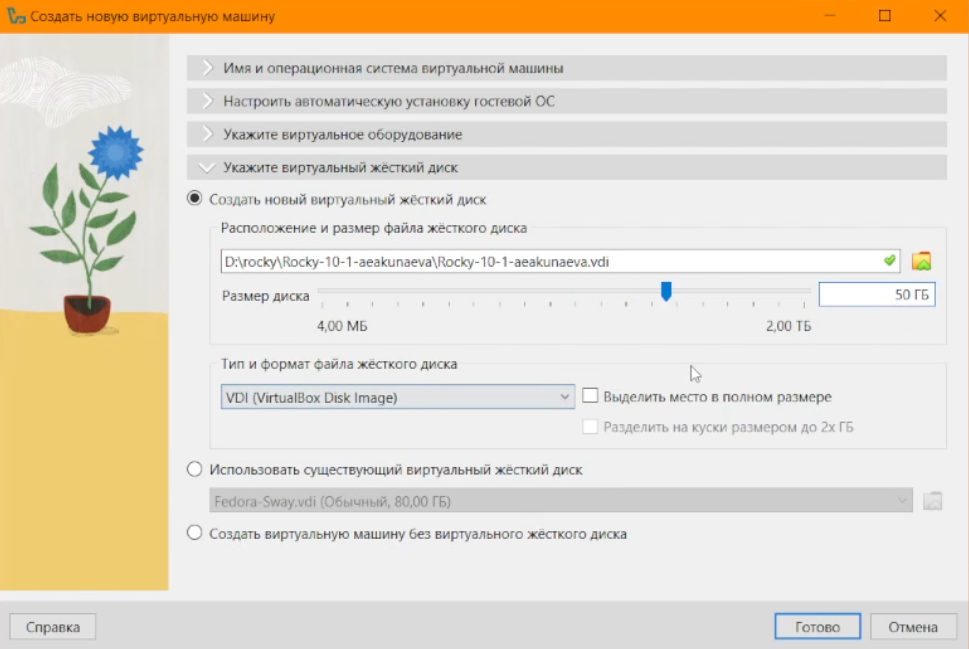 Создать новую виртуальную машину
Имя и операционная система виртуальной машины
Настроить автоматическую установку гостевой ОС
Укажите виртуальное оборудование
Укажите виртуальный жёсткий диск
Создать новый виртуальный жёсткий диск
Расположение и размер файла жёсткого диска
D:\rocky\Rocky-10-1-aeakunaeva\Rocky-10-1-aeakunaeva.vdi
Размер диска 50 ГБ
4,00 МБ 2,00 ТБ
Тип и формат файла жёсткого диска
VDI (VirtualBox Disk Image) Выделить место в полном размере
Разделить на куски размером до 2х ГБ
Использовать существующий виртуальный жёсткий диск
Fedora-Sway.vdi (Обычный, 80,00 ГБ)
Создать виртуальную машину без виртуального жёсткого диска
Справка Готово Отмена